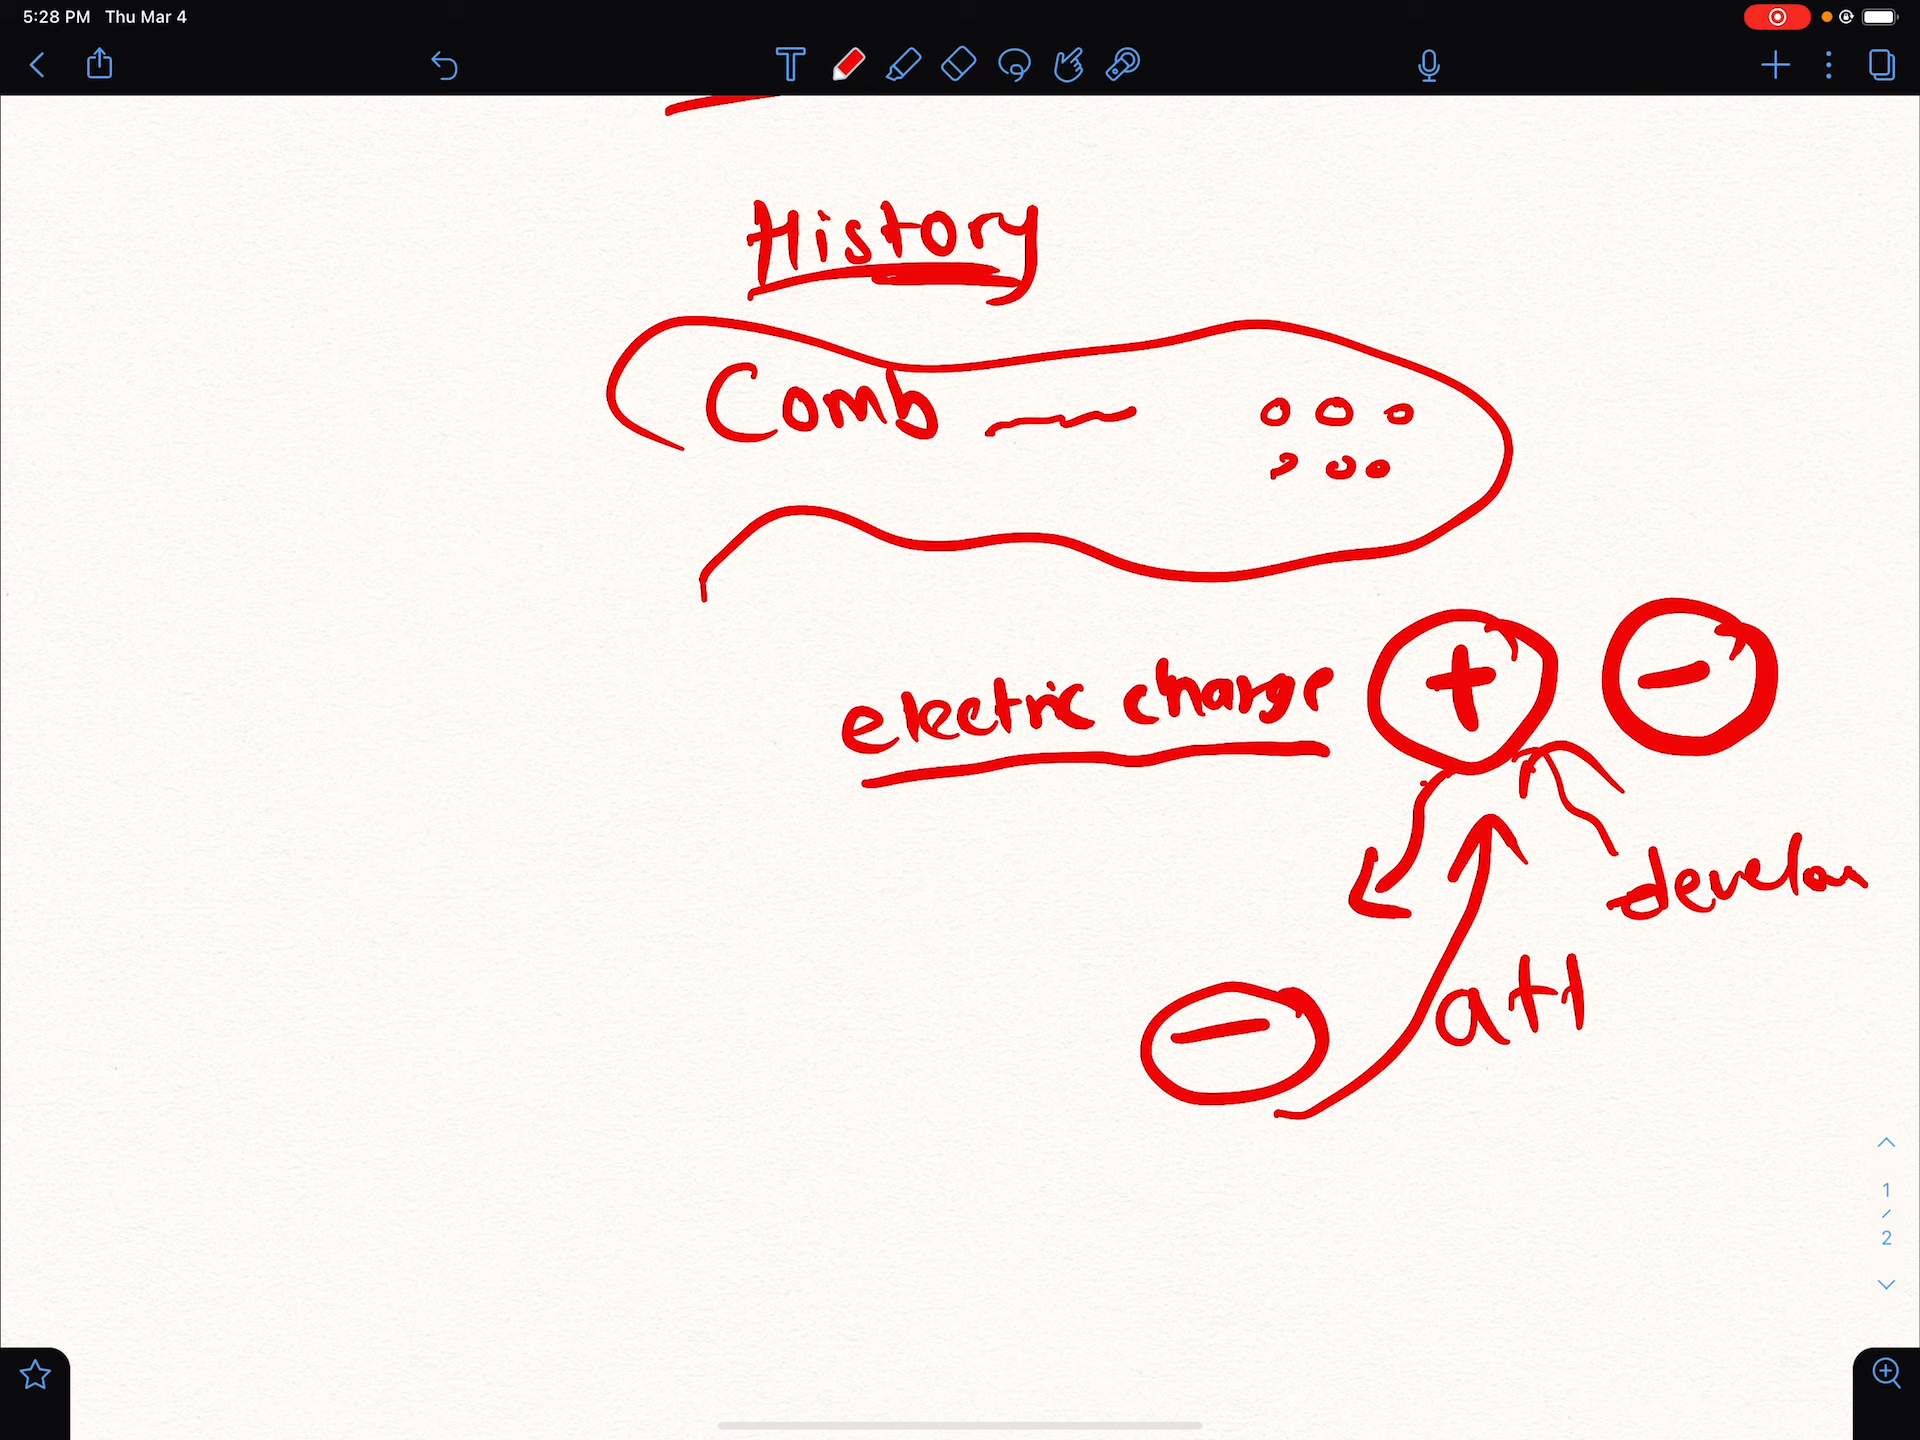 5:28 PM Thu Mar 4
History
Comb
electric charge + −
develop
att
−
1
/
2